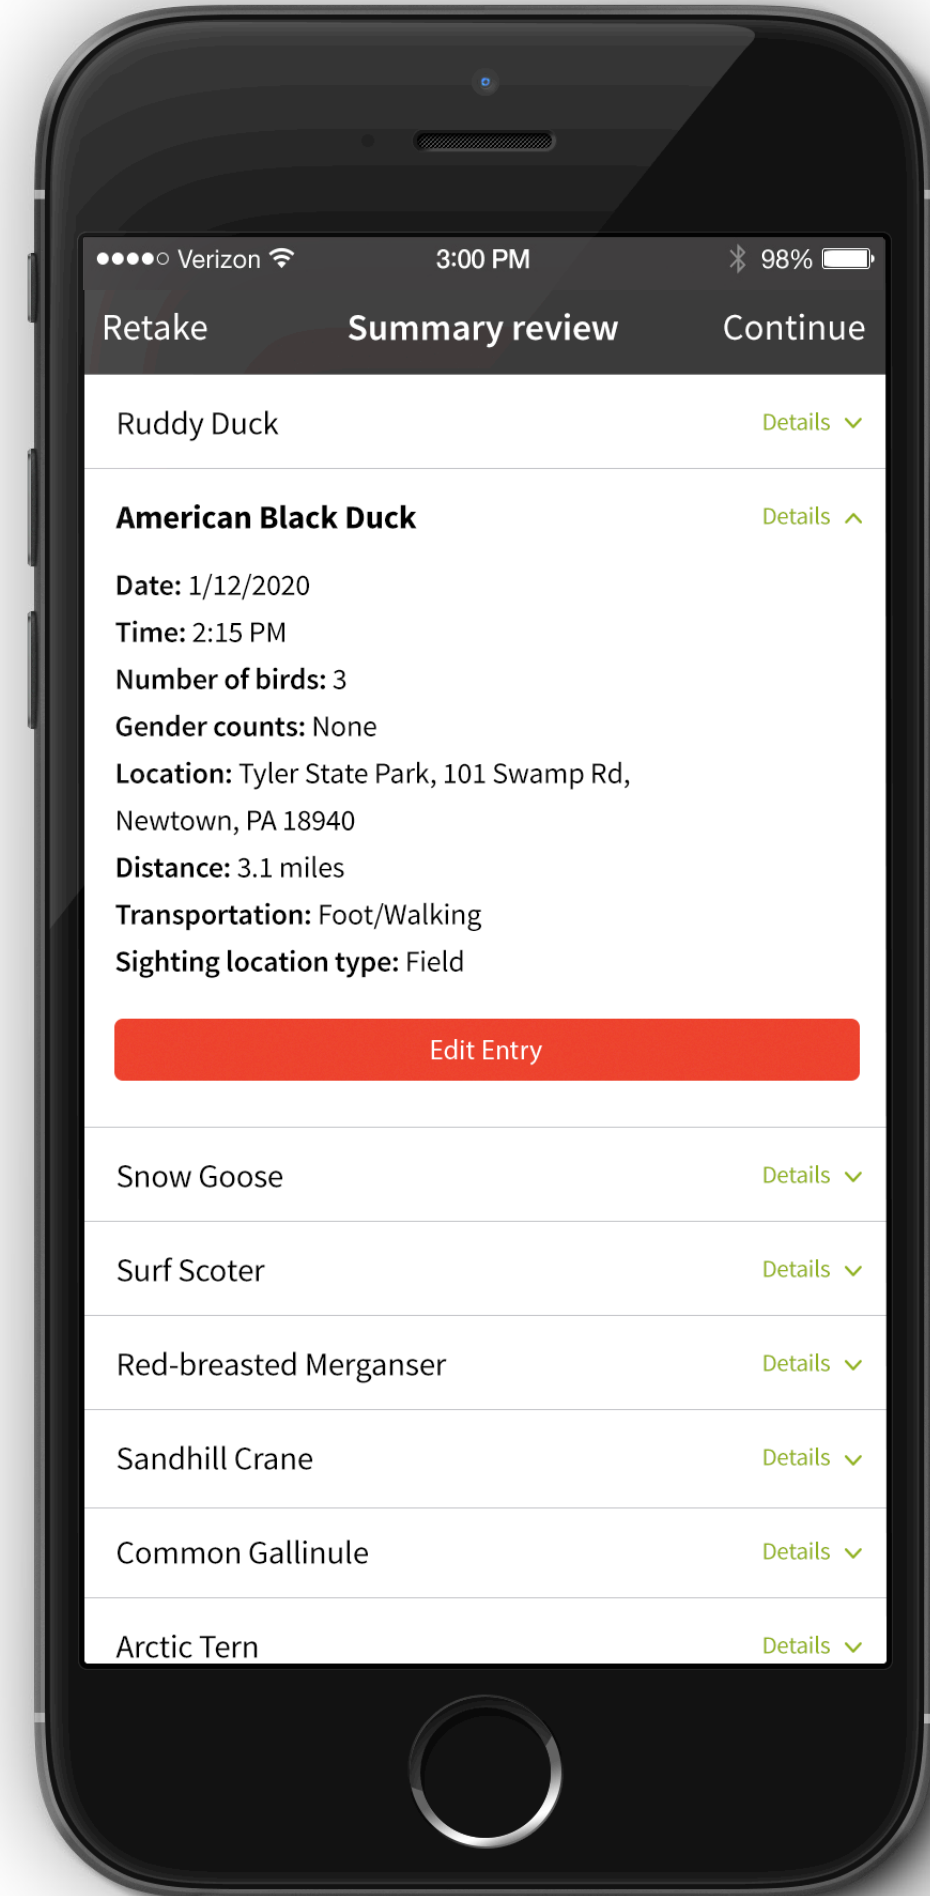 Verizon 3:00 PM 98%
Retake Summary review Continue
Ruddy Duck Details
American Black Duck Details
Date: 1/12/2020
Time: 2:15 PM
Number of birds: 3
Gender counts: None
Location: Tyler State Park, 101 Swamp Rd,
Newtown, PA 18940
Distance: 3.1 miles
Transportation: Foot/Walking
Sighting location type: Field
Edit Entry
Snow Goose Details
Surf Scoter Details
Red-breasted Merganser Details
Sandhill Crane Details
Common Gallinule Details
Arctic Tern Details